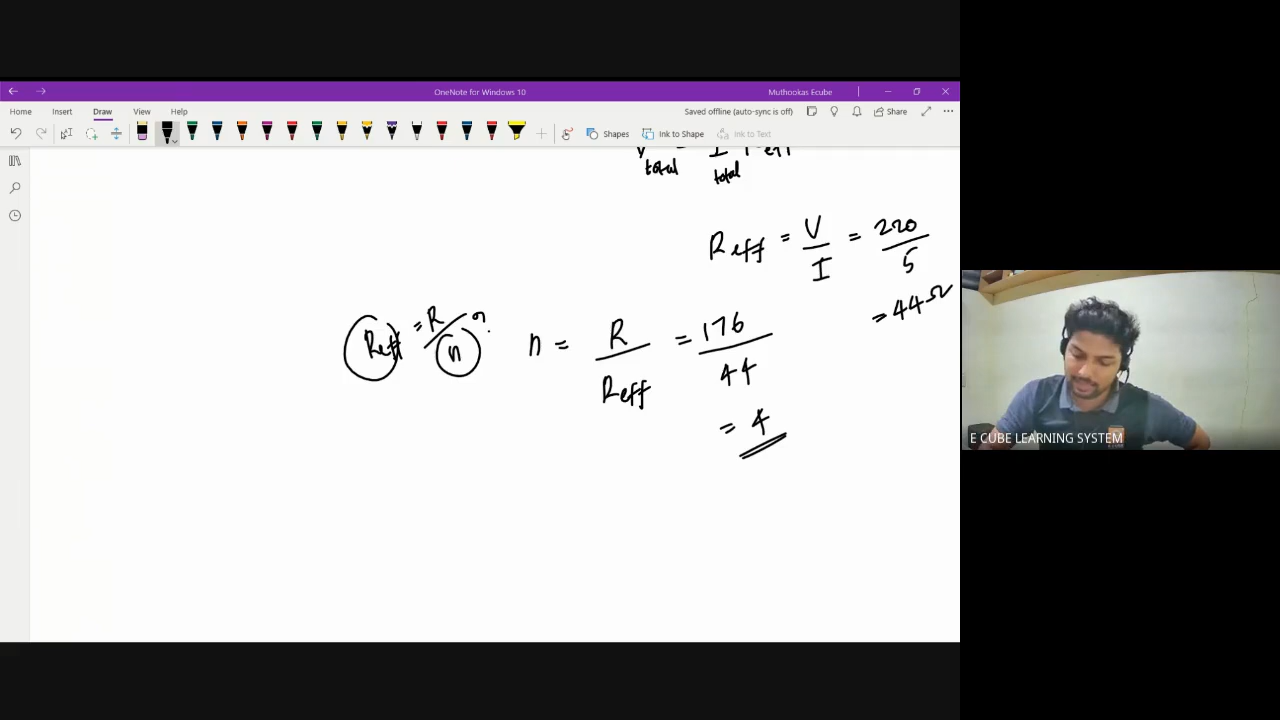 OneNote for Windows 10
Muthookas Ecube
Home Insert Draw View Help
Saved offline (auto-sync is off)
Share
Shapes
Ink to Shape
Ink to Text
total total
Reff = V/I = 220/5
= 44Ω
Reff = R/n
n = R/Reff = 176/44
= 4
E CUBE LEARNING SYSTEM